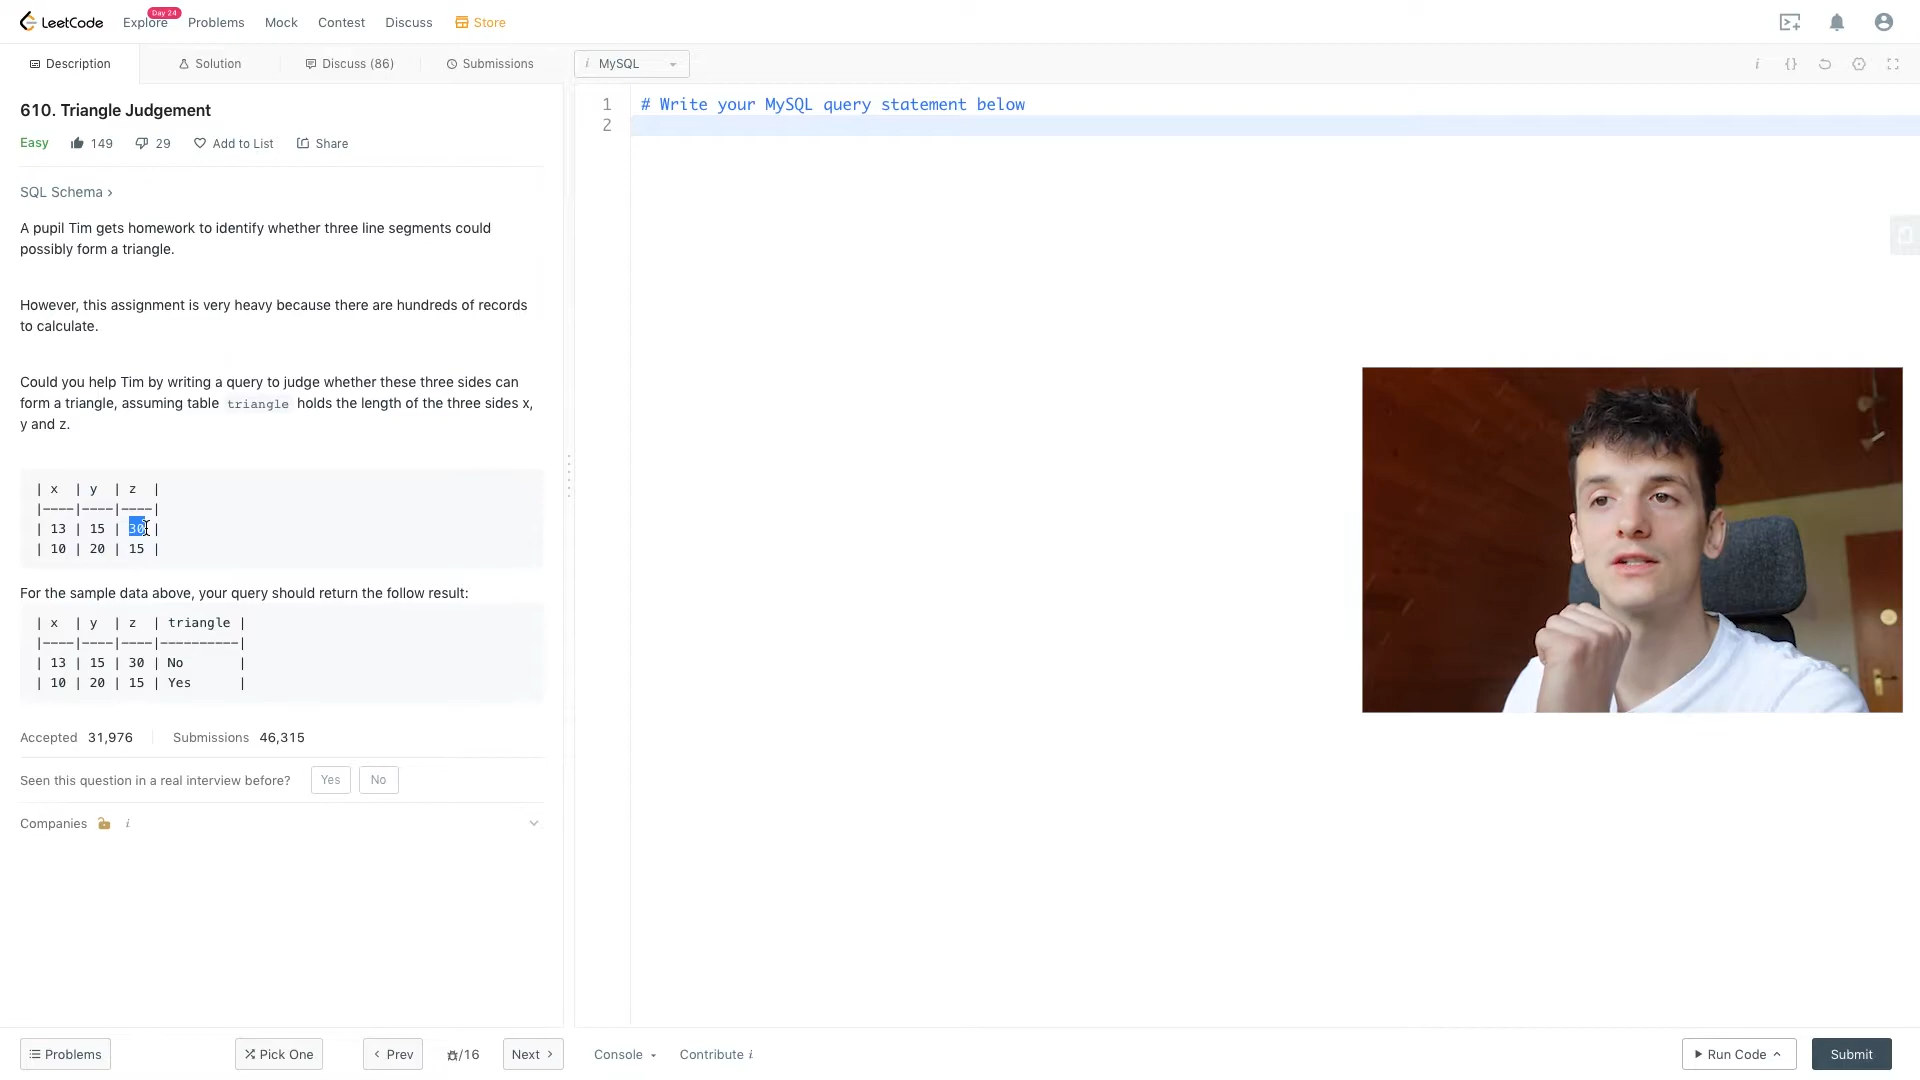 LeetCode
Explore
Day 24
Problems
Mock
Contest
Discuss
Store
Description
Solution
Discuss (86)
Submissions
i MySQL
i {}
610. Triangle Judgement
Easy 149 29 Add to List Share
SQL Schema ›
A pupil Tim gets homework to identify whether three line segments could
possibly form a triangle.
However, this assignment is very heavy because there are hundreds of records
to calculate.
Could you help Tim by writing a query to judge whether these three sides can
form a triangle, assuming table triangle holds the length of the three sides x,
y and z.
| x  | y  | z  |
|----|----|----|
| 13 | 15 | 30 |
| 10 | 20 | 15 |
For the sample data above, your query should return the follow result:
| x  | y  | z  | triangle |
|----|----|----|----------|
| 13 | 15 | 30 | No       |
| 10 | 20 | 15 | Yes      |
Accepted 31,976 Submissions 46,315
Seen this question in a real interview before? Yes No
Companies i
1 # Write your MySQL query statement below
2
Problems
Pick One
‹ Prev
/16
Next ›
Console
Contribute i
Run Code
Submit